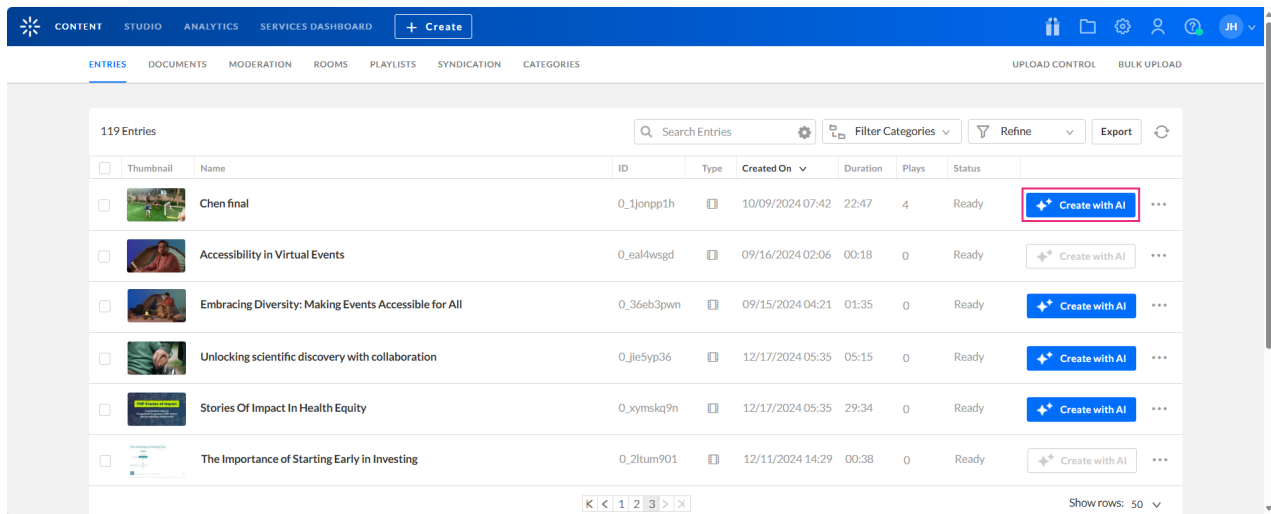 CONTENT STUDIO ANALYTICS SERVICES DASHBOARD + Create JH
ENTRIES DOCUMENTS MODERATION ROOMS PLAYLISTS SYNDICATION CATEGORIES UPLOAD CONTROL BULK UPLOAD
119 Entries Search Entries Filter Categories Refine Export
Thumbnail Name ID Type Created On Duration Plays Status
Chen final 0_1jonpp1h 10/09/2024 07:42 22:47 4 Ready Create with AI
Accessibility in Virtual Events 0_eal4wsgd 09/16/2024 02:06 00:18 0 Ready Create with AI
Embracing Diversity: Making Events Accessible for All 0_36eb3pwn 09/15/2024 04:21 01:35 0 Ready Create with AI
Unlocking scientific discovery with collaboration 0_jie5yp36 12/17/2024 05:35 05:15 0 Ready Create with AI
Stories Of Impact In Health Equity 0_xymskq9n 12/17/2024 05:35 29:34 0 Ready Create with AI
The Importance of Starting Early in Investing 0_2ltum901 12/11/2024 14:29 00:38 0 Ready Create with AI
1 2 3 Show rows: 50